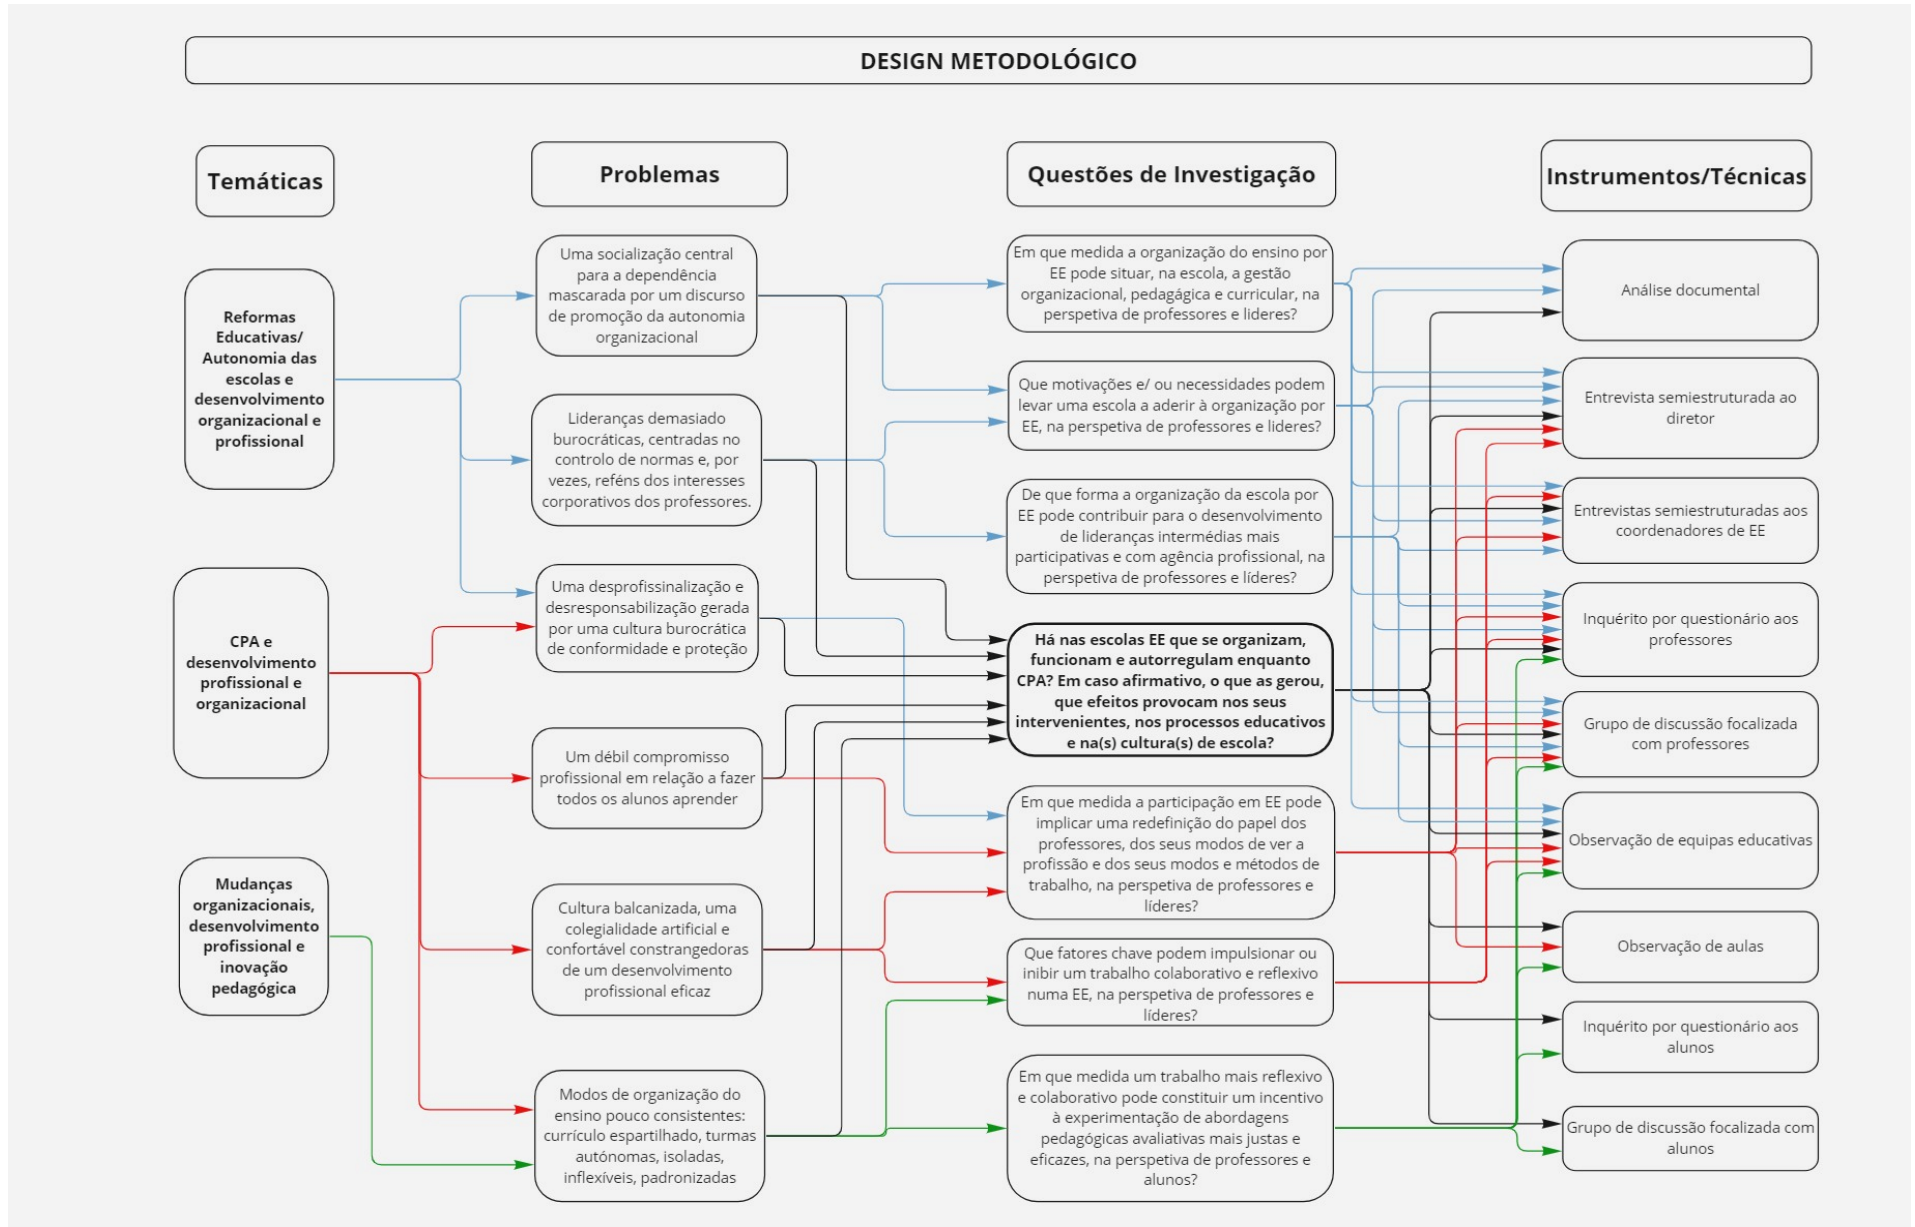 DESIGN METODOLÓGICO
Temáticas
Problemas
Questões de Investigação
Instrumentos/Técnicas
Reformas
Educativas/
Autonomia das
escolas e
desenvolvimento
organizacional e
profissional
CPA e
desenvolvimento
profissional e
organizacional
Mudanças
organizacionais,
desenvolvimento
profissional e
inovação
pedagógica
Uma socialização central
para a dependência
mascarada por um discurso
de promoção da autonomia
organizacional
Lideranças demasiado
burocráticas, centradas no
controlo de normas e, por
vezes, reféns dos interesses
corporativos dos professores.
Uma desprofissinalização e
desresponsabilização gerada
por uma cultura burocrática
de conformidade e proteção
Um débil compromisso
profissional em relação a fazer
todos os alunos aprender
Cultura balcanizada, uma
colegialidade artificial e
confortável constrangedoras
de um desenvolvimento
profissional eficaz
Modos de organização do
ensino pouco consistentes:
currículo espartilhado, turmas
autónomas, isoladas,
inflexíveis, padronizadas
Em que medida a organização do ensino por
EE pode situar, na escola, a gestão
organizacional, pedagágica e curricular, na
perspetiva de professores e lideres?
Que motivações e/ ou necessidades podem
levar uma escola a aderir à organização por
EE, na perspetiva de professores e lideres?
De que forma a organização da escola por
EE pode contribuir para o desenvolvimento
de lideranças intermédias mais
participativas e com agência profissional, na
perspetiva de professores e líderes?
Há nas escolas EE que se organizam,
funcionam e autorregulam enquanto
CPA? Em caso afirmativo, o que as gerou,
que efeitos provocam nos seus
intervenientes, nos processos educativos
e na(s) cultura(s) de escola?
Em que medida a participação em EE pode
implicar uma redefinição do papel dos
professores, dos seus modos de ver a
profissão e dos seus modos e métodos de
trabalho, na perspetiva de professores e
líderes?
Que fatores chave podem impulsionar ou
inibir um trabalho colaborativo e reflexivo
numa EE, na perspetiva de professores e
líderes?
Em que medida um trabalho mais reflexivo
e colaborativo pode constituir um incentivo
à experimentação de abordagens
pedagógicas avaliativas mais justas e
eficazes, na perspetiva de professores e
alunos?
Análise documental
Entrevista semiestruturada ao
diretor
Entrevistas semiestruturadas aos
coordenadores de EE
Inquérito por questionário aos
professores
Grupo de discussão focalizada
com professores
Observação de equipas educativas
Observação de aulas
Inquérito por questionário aos
alunos
Grupo de discussão focalizada com
alunos